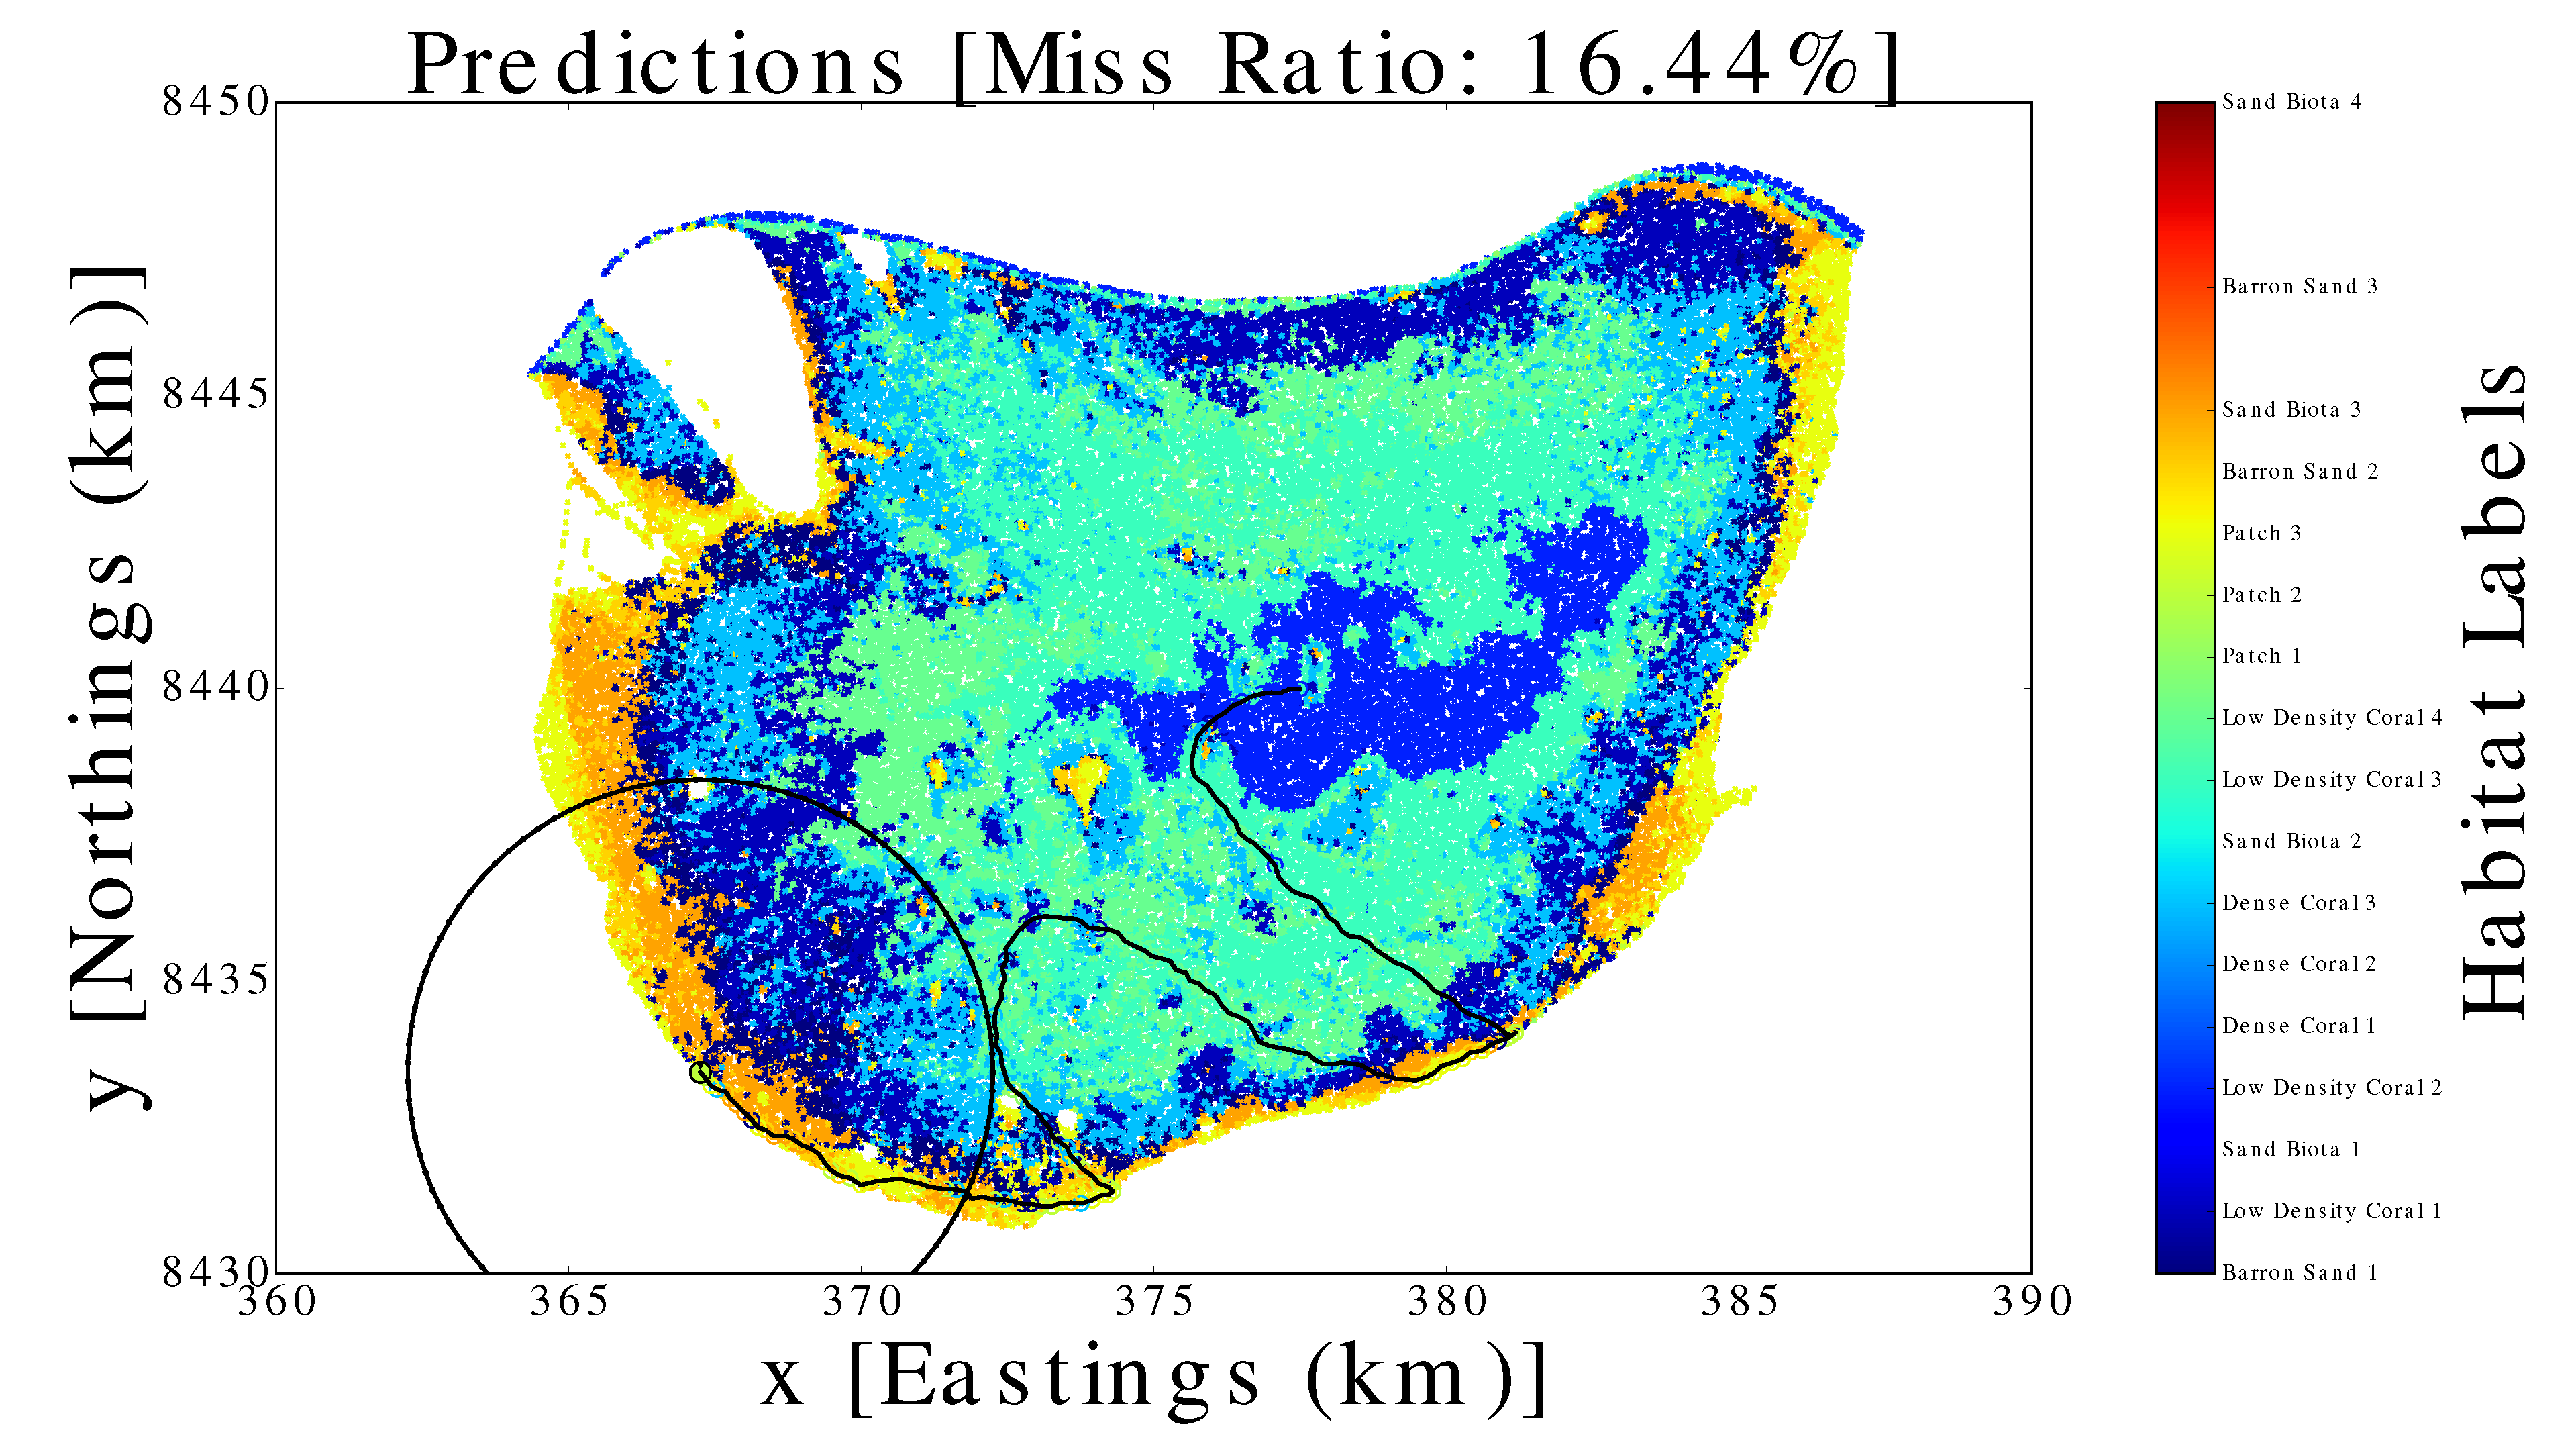 Predictions [Miss Ratio: 16.44%]
y [Northings (km)]
8450
8445
8440
8435
8430
360 365 370 375 380 385 390
x [Eastings (km)]
Sand Biota 4
Barron Sand 3
Sand Biota 3
Barron Sand 2
Patch 3
Patch 2
Patch 1
Low Density Coral 4
Low Density Coral 3
Sand Biota 2
Dense Coral 3
Dense Coral 2
Dense Coral 1
Low Density Coral 2
Sand Biota 1
Low Density Coral 1
Barron Sand 1
Habitat Labels